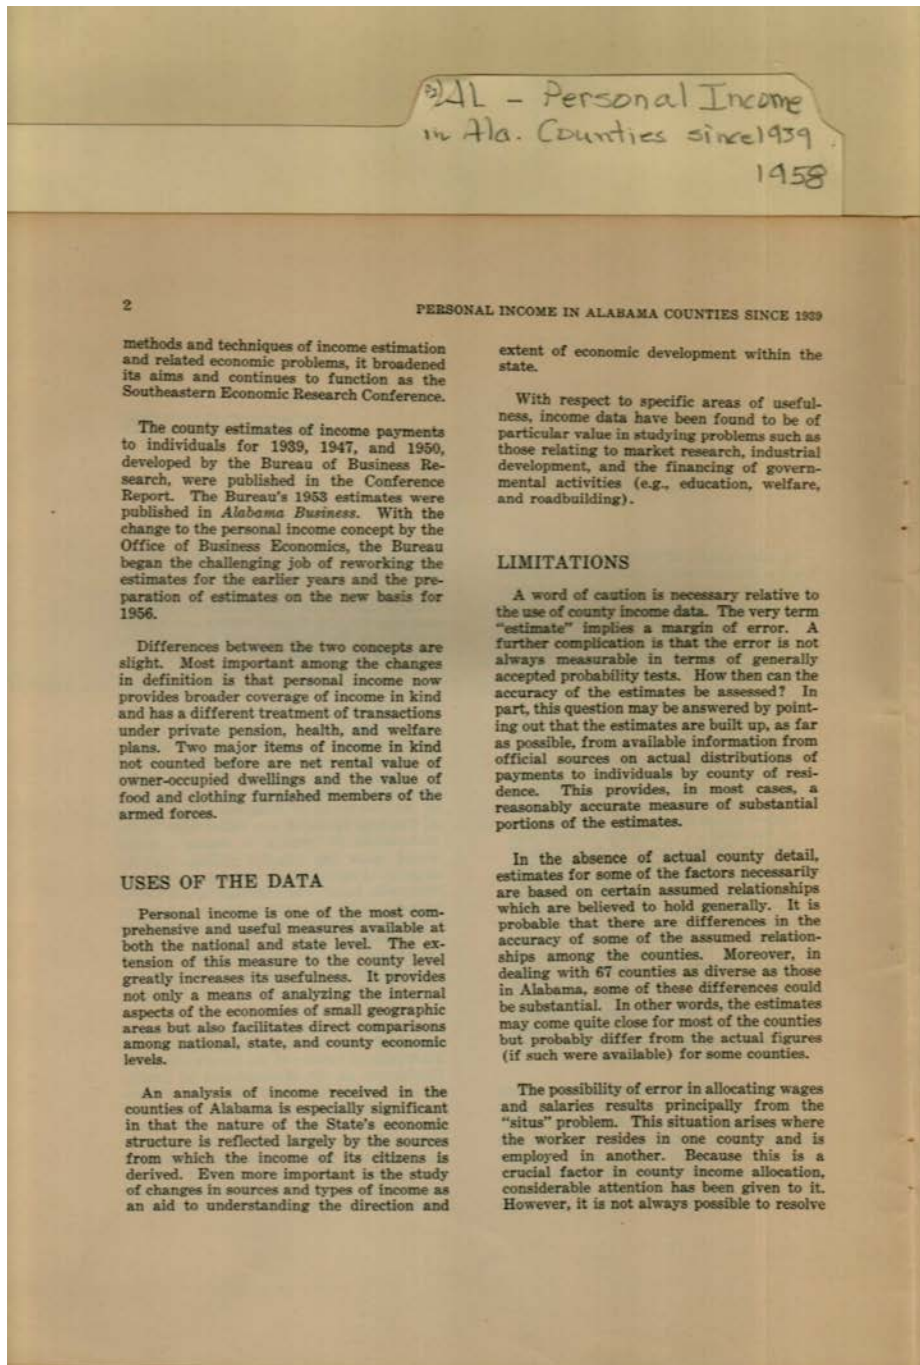 AL - Personal Income
in Ala. Counties since 1939
1958
2
PERSONAL INCOME IN ALABAMA COUNTIES SINCE 1939
methods and techniques of income estimation
and related economic problems, it broadened
its aims and continues to function as the
Southeastern Economic Research Conference.
The county estimates of income payments
to individuals for 1939, 1947, and 1950,
developed by the Bureau of Business Re-
search, were published in the Conference
Report. The Bureau's 1953 estimates were
published in Alabama Business. With the
change to the personal income concept by the
Office of Business Economics, the Bureau
began the challenging job of reworking the
estimates for the earlier years and the pre-
paration of estimates on the new basis for
1956.
Differences between the two concepts are
slight. Most important among the changes
in definition is that personal income now
provides broader coverage of income in kind
and has a different treatment of transactions
under private pension, health, and welfare
plans. Two major items of income in kind
not counted before are net rental value of
owner-occupied dwellings and the value of
food and clothing furnished members of the
armed forces.
USES OF THE DATA
Personal income is one of the most com-
prehensive and useful measures available at
both the national and state level. The ex-
tension of this measure to the county level
greatly increases its usefulness. It provides
not only a means of analyzing the internal
aspects of the economies of small geographic
areas but also facilitates direct comparisons
among national, state, and county economic
levels.
An analysis of income received in the
counties of Alabama is especially significant
in that the nature of the State's economic
structure is reflected largely by the sources
from which the income of its citizens is
derived. Even more important is the study
of changes in sources and types of income as
an aid to understanding the direction and
extent of economic development within the
state.
With respect to specific areas of useful-
ness, income data have been found to be of
particular value in studying problems such as
those relating to market research, industrial
development, and the financing of govern-
mental activities (e.g., education, welfare,
and roadbuilding).
LIMITATIONS
A word of caution is necessary relative to
the use of county income data. The very term
"estimate" implies a margin of error. A
further complication is that the error is not
always measurable in terms of generally
accepted probability tests. How then can the
accuracy of the estimates be assessed? In
part, this question may be answered by point-
ing out that the estimates are built up, as far
as possible, from available information from
official sources on actual distributions of
payments to individuals by county of resi-
dence. This provides, in most cases, a
reasonably accurate measure of substantial
portions of the estimates.
In the absence of actual county detail,
estimates for some of the factors necessarily
are based on certain assumed relationships
which are believed to hold generally. It is
probable that there are differences in the
accuracy of some of the assumed relation-
ships among the counties. Moreover, in
dealing with 67 counties as diverse as those
in Alabama, some of these differences could
be substantial. In other words, the estimates
may come quite close for most of the counties
but probably differ from the actual figures
(if such were available) for some counties.
The possibility of error in allocating wages
and salaries results principally from the
"situs" problem. This situation arises where
the worker resides in one county and is
employed in another. Because this is a
crucial factor in county income allocation,
considerable attention has been given to it.
However, it is not always possible to resolve